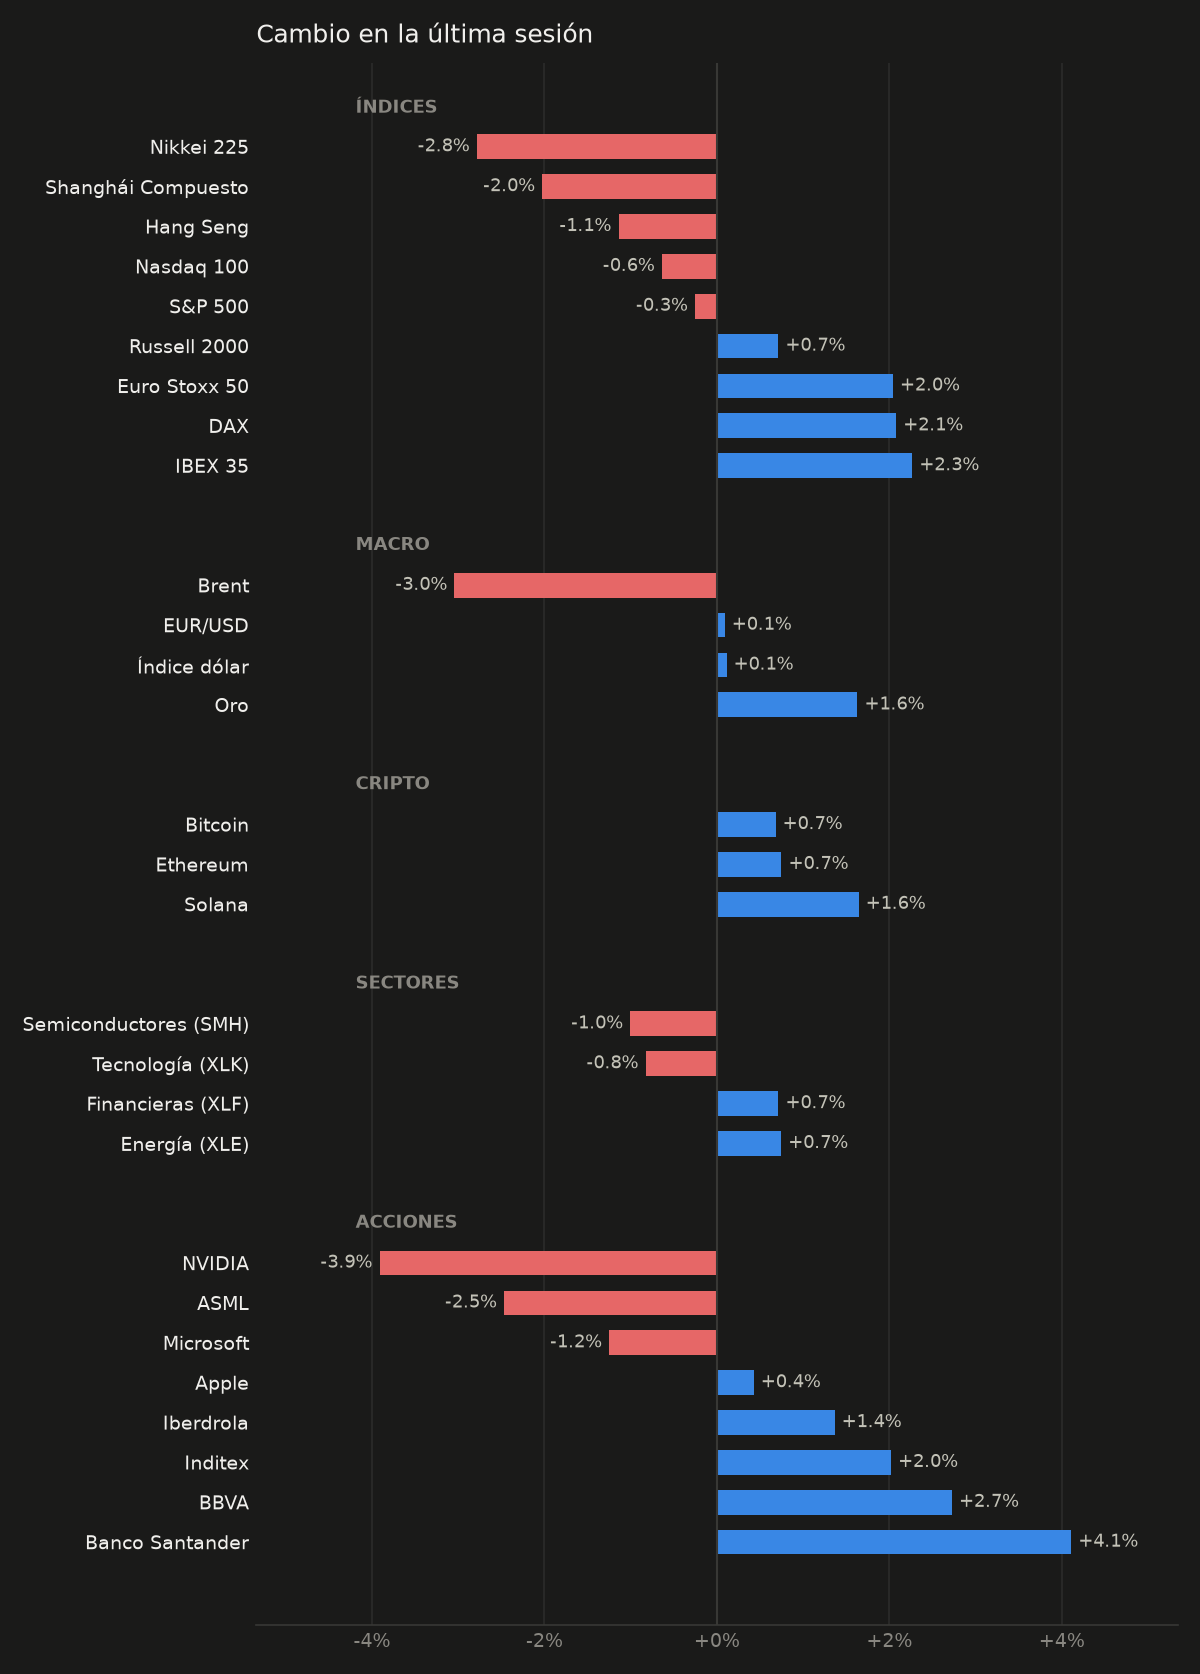 Cambio en la última sesión
ÍNDICES
Nikkei 225 -2.8%
Shanghái Compuesto -2.0%
Hang Seng -1.1%
Nasdaq 100 -0.6%
S&P 500 -0.3%
Russell 2000 +0.7%
Euro Stoxx 50 +2.0%
DAX +2.1%
IBEX 35 +2.3%
MACRO
Brent -3.0%
EUR/USD +0.1%
Índice dólar +0.1%
Oro +1.6%
CRIPTO
Bitcoin +0.7%
Ethereum +0.7%
Solana +1.6%
SECTORES
Semiconductores (SMH) -1.0%
Tecnología (XLK) -0.8%
Financieras (XLF) +0.7%
Energía (XLE) +0.7%
ACCIONES
NVIDIA -3.9%
ASML -2.5%
Microsoft -1.2%
Apple +0.4%
Iberdrola +1.4%
Inditex +2.0%
BBVA +2.7%
Banco Santander +4.1%
-4% -2% +0% +2% +4%